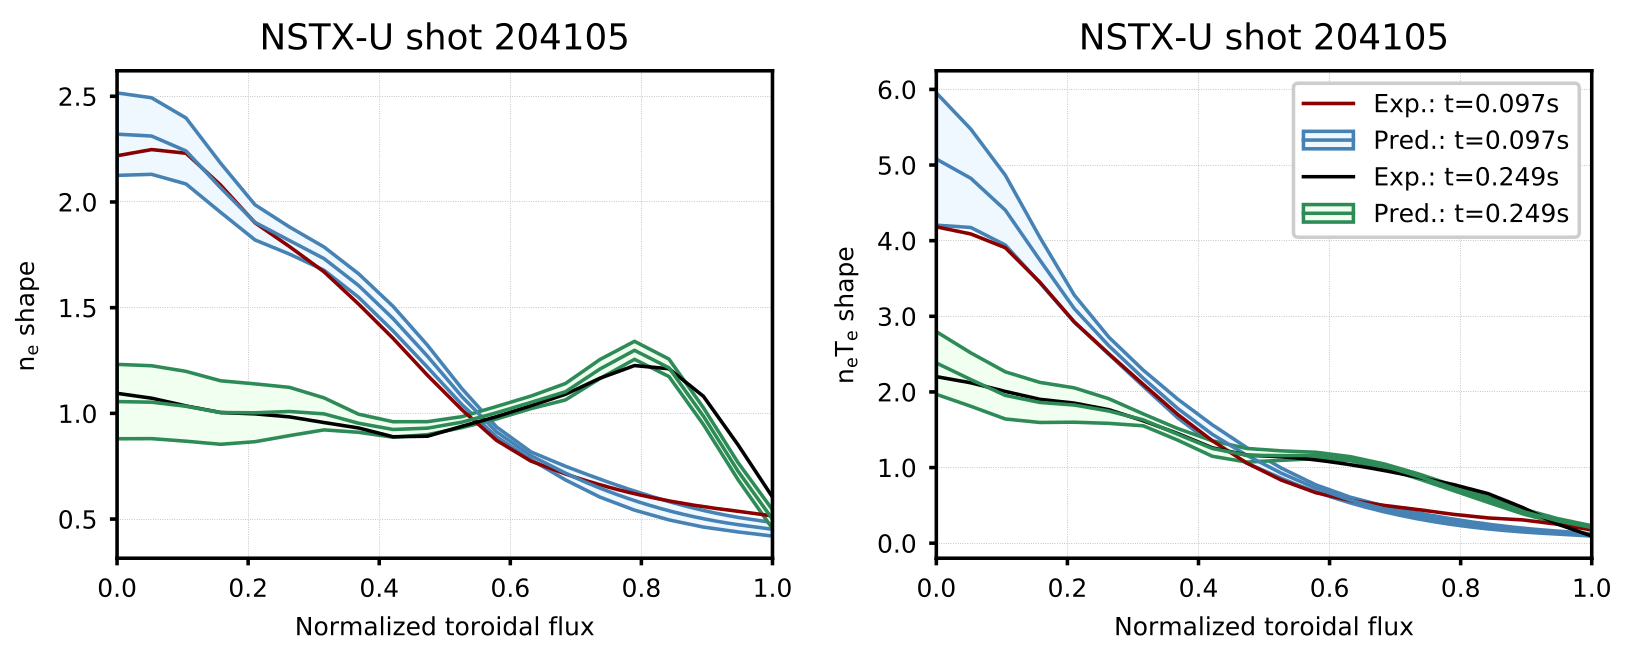 NSTX-U shot 204105
2.5
2.0
1.5
1.0
0.5
nₑ shape
0.0 0.2 0.4 0.6 0.8 1.0
Normalized toroidal flux
NSTX-U shot 204105
6.0
5.0
4.0
3.0
2.0
1.0
0.0
nₑTₑ shape
Exp.: t=0.097s
Pred.: t=0.097s
Exp.: t=0.249s
Pred.: t=0.249s
0.0 0.2 0.4 0.6 0.8 1.0
Normalized toroidal flux